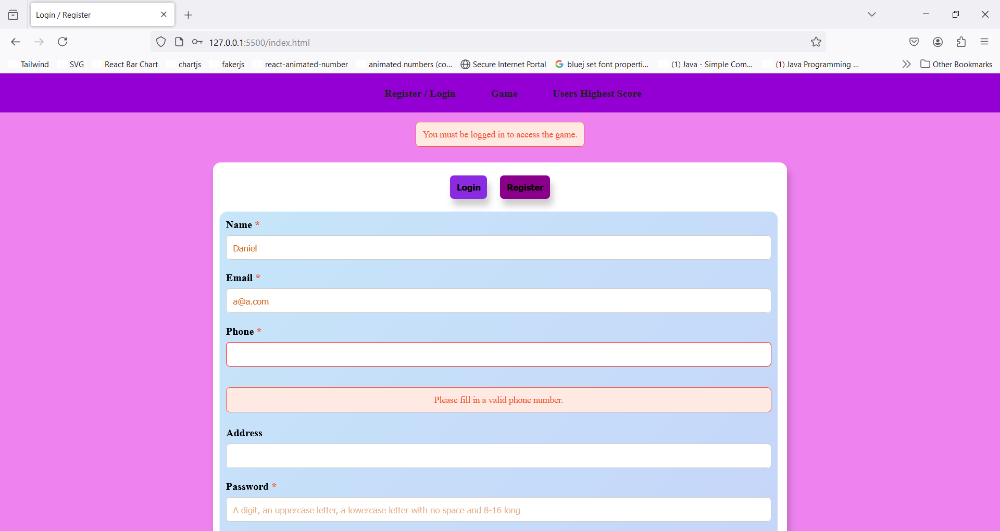 Login / Register
127.0.0.1:5500/index.html
Tailwind SVG React Bar Chart chartjs fakerjs react-animated-number animated numbers (co... Secure Internet Portal bluej set font properti... (1) Java - Simple Com... (1) Java Programming ... Other Bookmarks
Register / Login Game Users Highest Score
You must be logged in to access the game.
Login Register
Name *
Daniel
Email *
a@a.com
Phone *
Please fill in a valid phone number.
Address
Password *
A digit, an uppercase letter, a lowercase letter with no space and 8-16 long